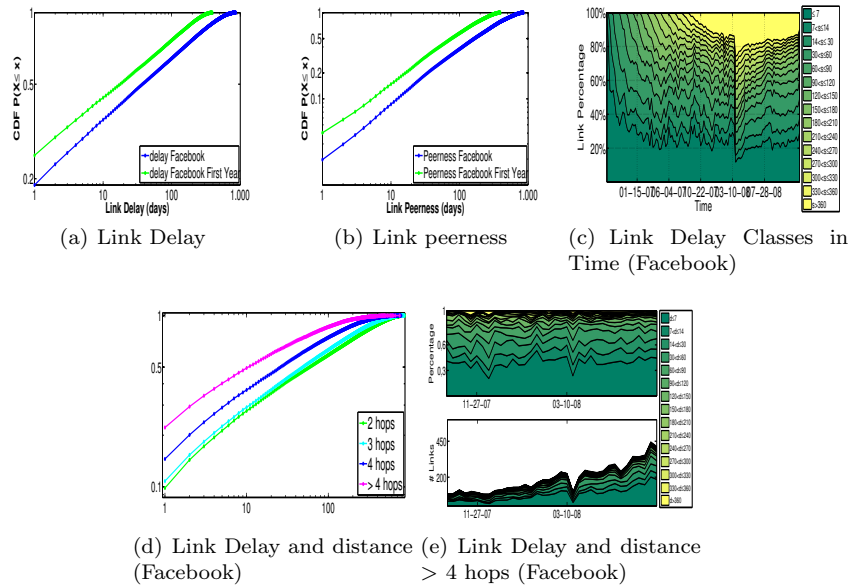 1
0.5
0.2
CDF P(X≤ x)
delay Facebook
delay Facebook First Year
1
10
100
1.000
Link Delay (days)
(a) Link Delay
1
0.5
0.1
CDF P(X≤ x)
Peerness Facebook
Peerness Facebook First Year
1
10
100
1.000
Link Peerness (days)
(b) Link peerness
100%
80%
60%
40%
20%
Link Percentage
Time
≤ 7
7<s≤14
14<s≤ 30
30<s≤60
60<s≤90
90<s≤120
120<s≤150
150<s≤180
180<s≤210
210<s≤240
240<s≤270
270<s≤300
300<s≤330
330<s≤360
s>360
(c) Link Delay Classes in
Time (Facebook)
1
0.5
0.1
2 hops
3 hops
4 hops
> 4 hops
1
10
100
(d) Link Delay and distance
(Facebook)
1
0.6
0.3
Percentage
11-27-07
03-10-08
450
200
# Links
11-27-07
03-10-08
(e) Link Delay and distance
> 4 hops (Facebook)